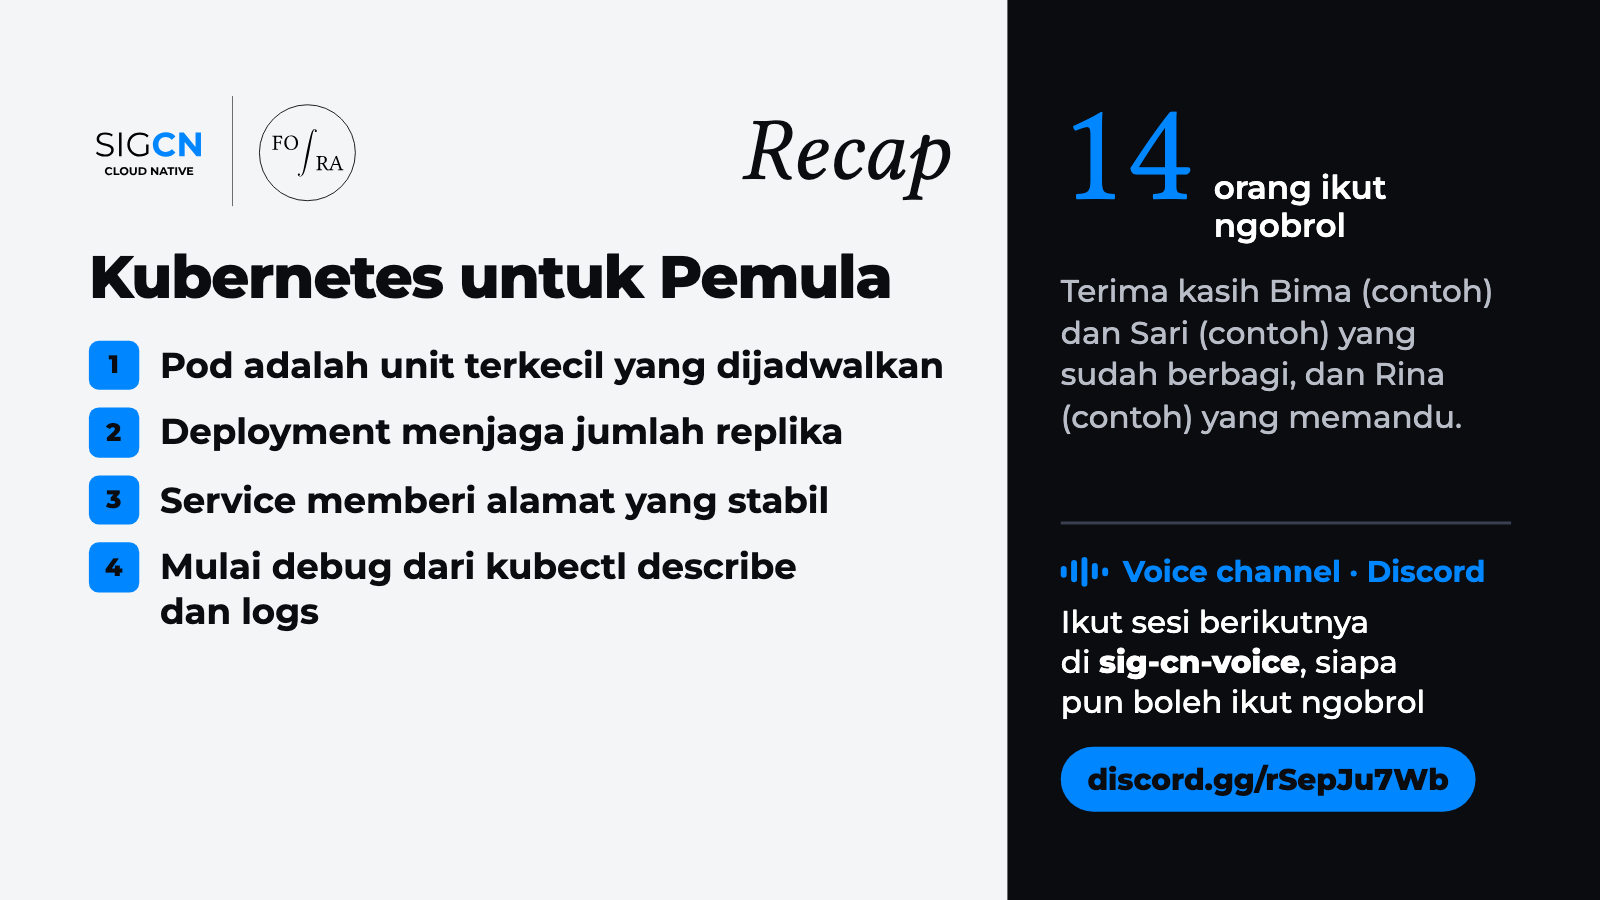 SIGCN
CLOUD NATIVE
FO
RA
Recap
Kubernetes untuk Pemula
1 Pod adalah unit terkecil yang dijadwalkan
2 Deployment menjaga jumlah replika
3 Service memberi alamat yang stabil
4 Mulai debug dari kubectl describe
dan logs
14 orang ikut
ngobrol
Terima kasih Bima (contoh)
dan Sari (contoh) yang
sudah berbagi, dan Rina
(contoh) yang memandu.
Voice channel · Discord
Ikut sesi berikutnya
di sig-cn-voice, siapa
pun boleh ikut ngobrol
discord.gg/rSepJu7Wb